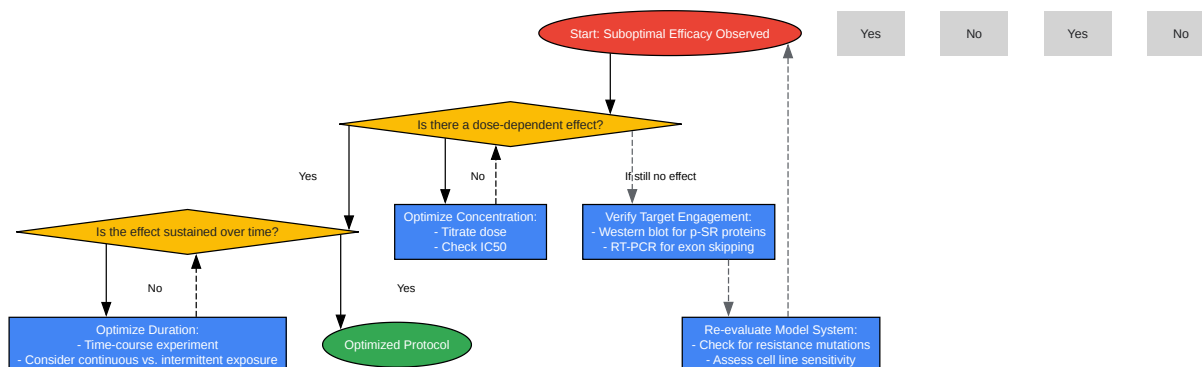 Start: Suboptimal Efficacy Observed
Yes
No
Yes
No
Is there a dose-dependent effect?
Yes
No
If still no effect
Optimize Concentration:
- Titrate dose
- Check IC50
Verify Target Engagement:
- Western blot for p-SR proteins
- RT-PCR for exon skipping
Is the effect sustained over time?
No
Yes
Optimize Duration:
- Time-course experiment
- Consider continuous vs. intermittent exposure
Optimized Protocol
Re-evaluate Model System:
- Check for resistance mutations
- Assess cell line sensitivity